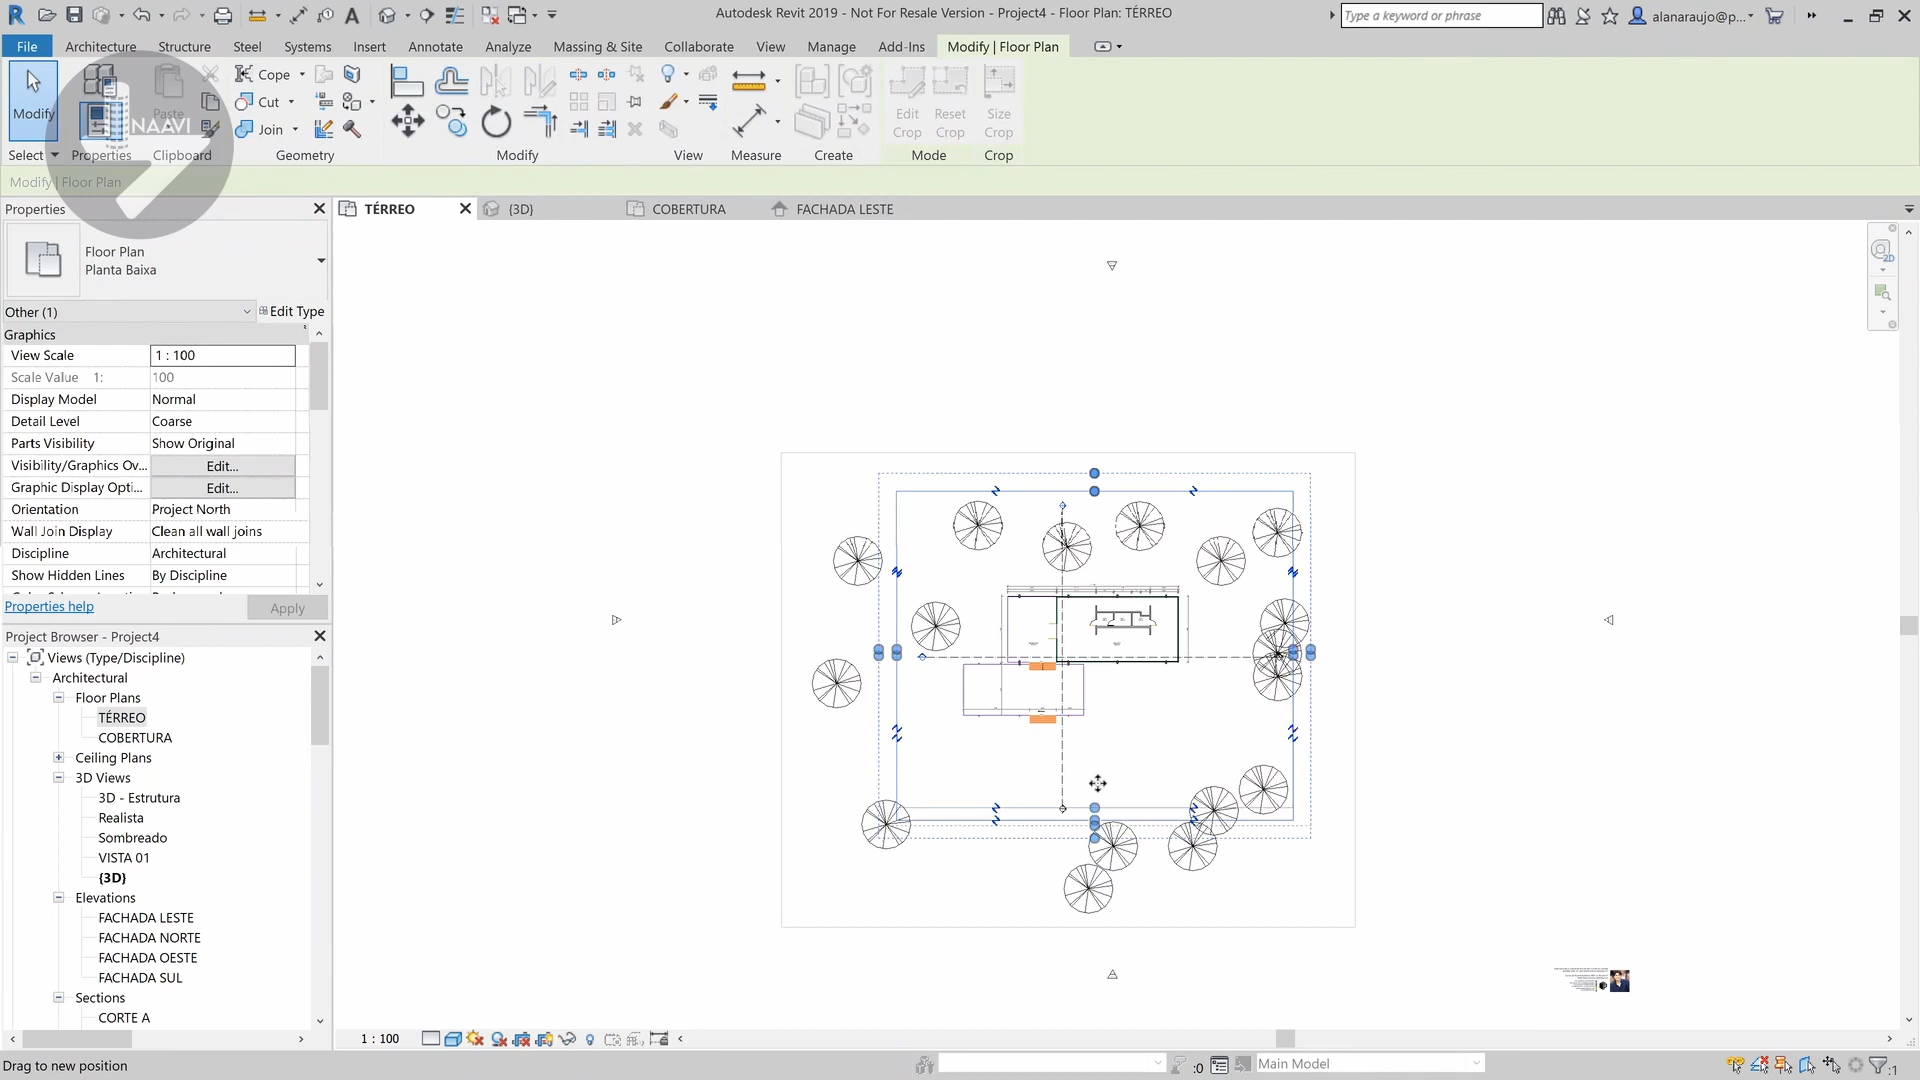 Autodesk Revit 2019 - Not For Resale Version - Project4 - Floor Plan: TÉRREO
Type a keyword or phrase
alanaraujo@p...
File Architecture Structure Steel Systems Insert Annotate Analyze Massing & Site Collaborate View Manage Add-Ins Modify | Floor Plan
Modify
Paste
Cope
Cut
Join
NAAVI
Edit Crop
Reset Crop
Size Crop
Select Properties Clipboard Geometry Modify View Measure Create Mode Crop
Modify | Floor Plan
Properties
TÉRREO {3D} COBERTURA FACHADA LESTE
Floor Plan
Planta Baixa
Other (1) Edit Type
Graphics
View Scale 1 : 100
Scale Value 1: 100
Display Model Normal
Detail Level Coarse
Parts Visibility Show Original
Visibility/Graphics Ov... Edit...
Graphic Display Opti... Edit...
Orientation Project North
Wall Join Display Clean all wall joins
Discipline Architectural
Show Hidden Lines By Discipline
Properties help Apply
Project Browser - Project4
Views (Type/Discipline)
Architectural
Floor Plans
TÉRREO
COBERTURA
Ceiling Plans
3D Views
3D - Estrutura
Realista
Sombreado
VISTA 01
{3D}
Elevations
FACHADA LESTE
FACHADA NORTE
FACHADA OESTE
FACHADA SUL
Sections
CORTE A
2D
1 : 100
Drag to new position
:0
Main Model
:1